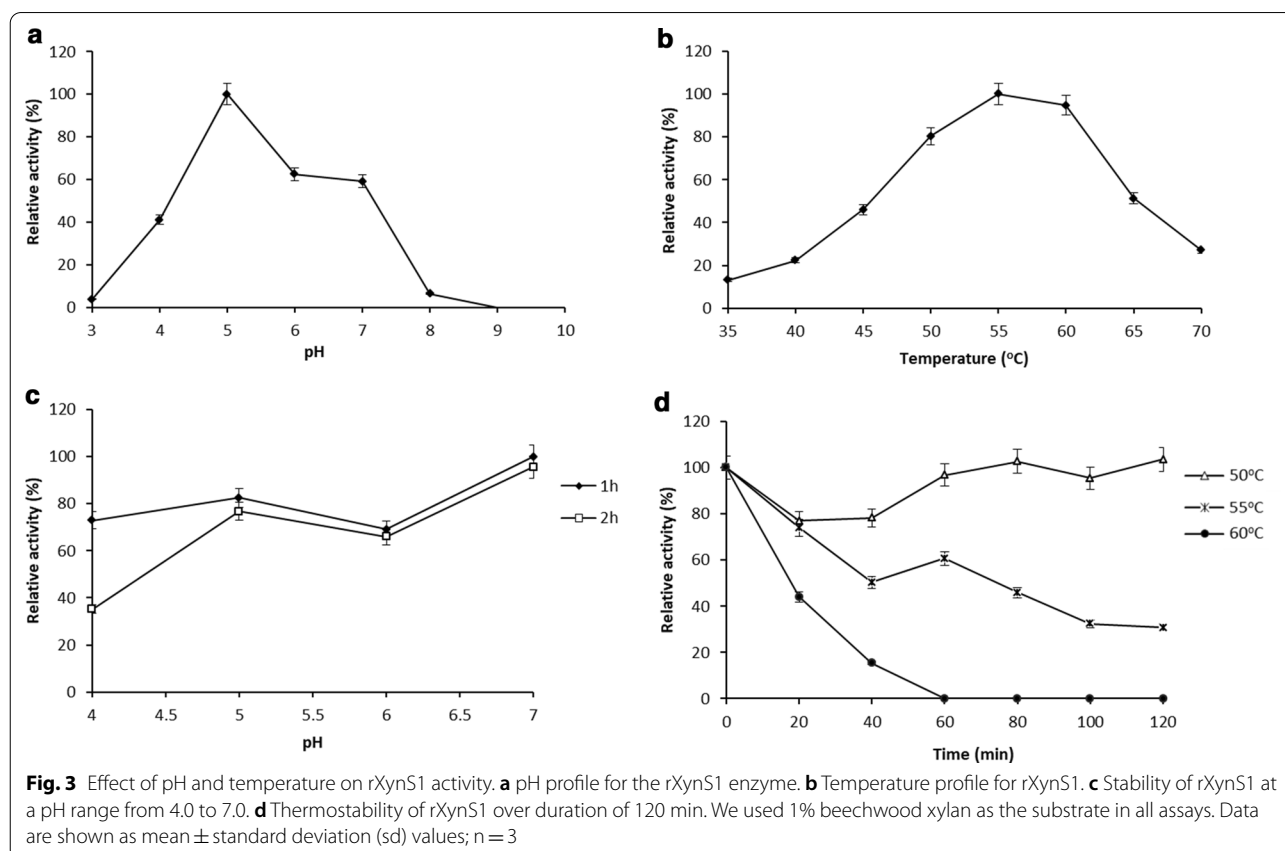 a
120
100
80
60
40
20
0
Relative activity (%)
3 4 5 6 7 8 9 10
pH
b
120
100
80
60
40
20
0
Relative activity (%)
35 40 45 50 55 60 65 70
Temperature (ºC)
c
120
100
80
60
40
20
0
Relative activity (%)
4 4.5 5 5.5 6 6.5 7
pH
1h
2h
d
120
100
80
60
40
20
0
Relative activity (%)
0 20 40 60 80 100 120
Time (min)
50ºC
55ºC
60ºC
Fig. 3 Effect of pH and temperature on rXynS1 activity. a pH profile for the rXynS1 enzyme. b Temperature profile for rXynS1. c Stability of rXynS1 at
a pH range from 4.0 to 7.0. d Thermostability of rXynS1 over duration of 120 min. We used 1% beechwood xylan as the substrate in all assays. Data
are shown as mean ± standard deviation (sd) values; n = 3